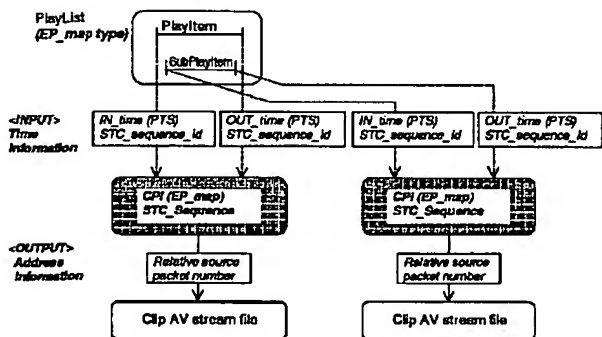 PlayList
(EP_map type)
PlayItem
SubPlayItem
<INPUT>
Time
Information
IN_time (PTS)
STC_sequence_id
OUT_time (PTS)
STC_sequence_id
IN_time (PTS)
STC_sequence_id
OUT_time (PTS)
STC_sequence_id
CPI (EP_map)
STC_Sequence
CPI (EP_map)
STC_Sequence
<OUTPUT>
Address
Information
Relative source
packet number
Relative source
packet number
Clip AV stream file
Clip AV stream file